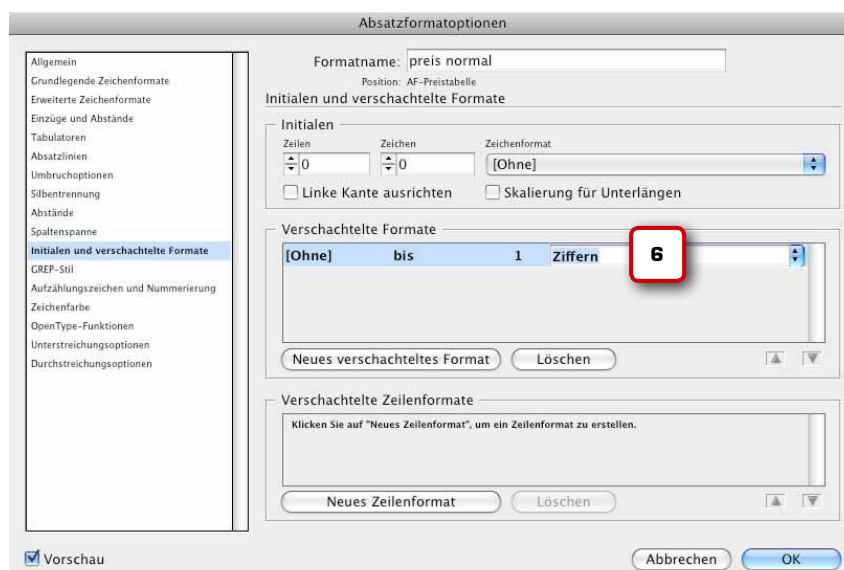 Absatzformatoptionen
Allgemein
Grundlegende Zeichenformate
Erweiterte Zeichenformate
Einzüge und Abstände
Tabulatoren
Absatzlinien
Umbruchoptionen
Silbentrennung
Abstände
Spaltenspanne
Initialen und verschachtelte Formate
GREP-Stil
Aufzählungszeichen und Nummerierung
Zeichenfarbe
OpenType-Funktionen
Unterstreichungsoptionen
Durchstreichungsoptionen
Formatname: preis normal
Position: AF-Preistabelle
Initialen und verschachtelte Formate
Initialen
Zeilen Zeichen Zeichenformat
0 0 [Ohne]
Linke Kante ausrichten Skalierung für Unterlängen
Verschachtelte Formate
[Ohne] bis 1 Ziffern 6
Neues verschachteltes Format Löschen
Verschachtelte Zeilenformate
Klicken Sie auf "Neues Zeilenformat", um ein Zeilenformat zu erstellen.
Neues Zeilenformat Löschen
Vorschau Abbrechen OK